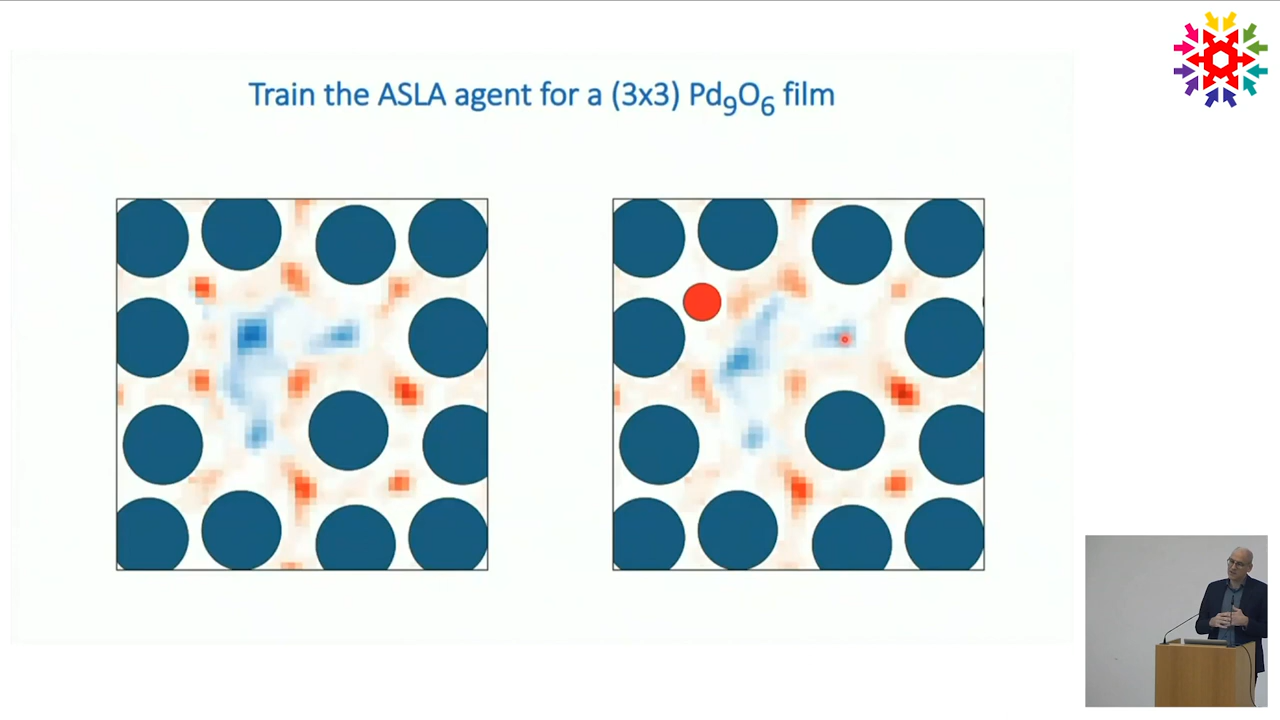 Train the ASLA agent for a (3x3) Pd₉O₆ film